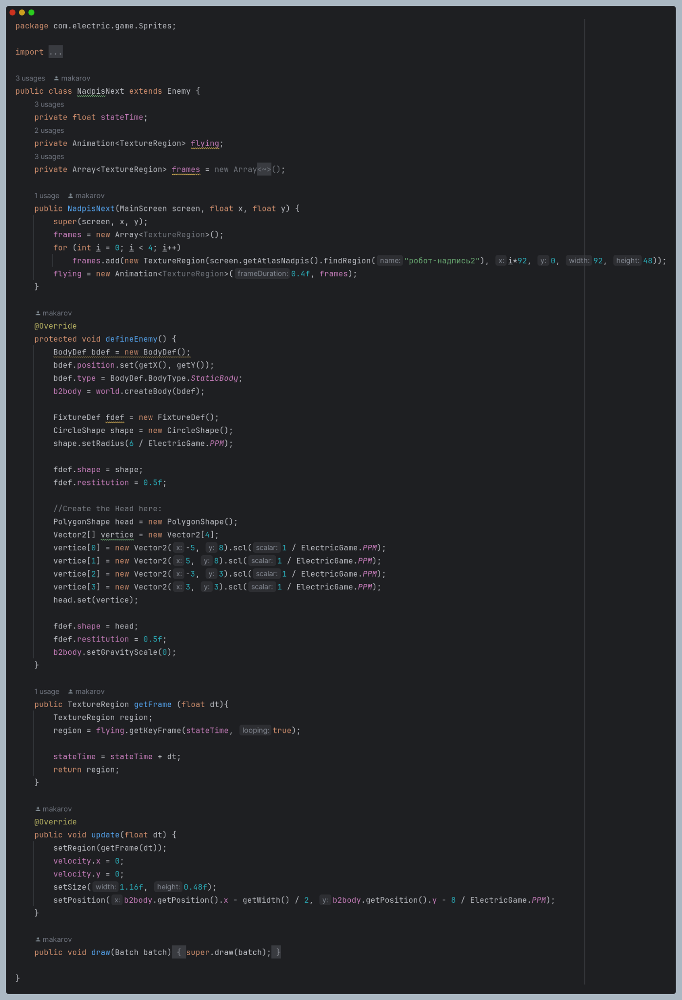 package com.electric.game.Sprites;
import ...
3 usages makarov
public class NadpisNext extends Enemy {
3 usages
private float stateTime;
2 usages
private Animation<TextureRegion> flying;
3 usages
private Array<TextureRegion> frames = new Array<~>();
1 usage makarov
public NadpisNext(MainScreen screen, float x, float y) {
super(screen, x, y);
frames = new Array<TextureRegion>();
for (int i = 0; i < 4; i++)
frames.add(new TextureRegion(screen.getAtlasNadpis().findRegion( name: "робот-надпись2"), x: i*92, y: 0, width: 92, height: 48));
flying = new Animation<TextureRegion>( frameDuration: 0.4f, frames);
}
makarov
@Override
protected void defineEnemy() {
BodyDef bdef = new BodyDef();
bdef.position.set(getX(), getY());
bdef.type = BodyDef.BodyType.StaticBody;
b2body = world.createBody(bdef);
FixtureDef fdef = new FixtureDef();
CircleShape shape = new CircleShape();
shape.setRadius(6 / ElectricGame.PPM);
fdef.shape = shape;
fdef.restitution = 0.5f;
//Create the Head here:
PolygonShape head = new PolygonShape();
Vector2[] vertice = new Vector2[4];
vertice[0] = new Vector2( x: -5, y: 8).scl( scalar: 1 / ElectricGame.PPM);
vertice[1] = new Vector2( x: 5, y: 8).scl( scalar: 1 / ElectricGame.PPM);
vertice[2] = new Vector2( x: -3, y: 3).scl( scalar: 1 / ElectricGame.PPM);
vertice[3] = new Vector2( x: 3, y: 3).scl( scalar: 1 / ElectricGame.PPM);
head.set(vertice);
fdef.shape = head;
fdef.restitution = 0.5f;
b2body.setGravityScale(0);
}
1 usage makarov
public TextureRegion getFrame (float dt){
TextureRegion region;
region = flying.getKeyFrame(stateTime, looping: true);
stateTime = stateTime + dt;
return region;
}
makarov
@Override
public void update(float dt) {
setRegion(getFrame(dt));
velocity.x = 0;
velocity.y = 0;
setSize( width: 1.16f, height: 0.48f);
setPosition( x: b2body.getPosition().x - getWidth() / 2, y: b2body.getPosition().y - 8 / ElectricGame.PPM);
}
makarov
public void draw(Batch batch) { super.draw(batch); }
}